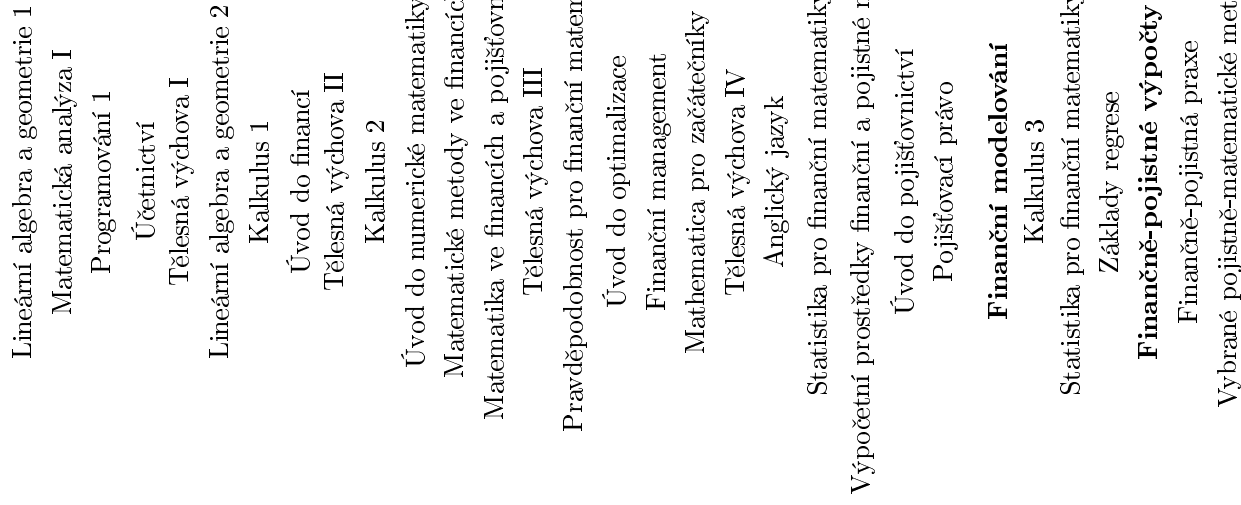 Lineární algebra a geometrie 1
Matematická analýza I
Programování 1
Účetnictví
Tělesná výchova I
Lineární algebra a geometrie 2
Kalkulus 1
Úvod do financí
Tělesná výchova II
Kalkulus 2
Úvod do numerické matematiky
Matematické metody ve financích
Matematika ve financích a pojišťovn
Tělesná výchova III
Pravděpodobnost pro finanční matem
Úvod do optimalizace
Finanční management
Mathematica pro začátečníky
Tělesná výchova IV
Anglický jazyk
Statistika pro finanční matematiky
Výpočetní prostředky finanční a pojistné
Úvod do pojišťovnictví
Pojišťovací právo
Finanční modelování
Kalkulus 3
Statistika pro finanční matematiky
Základy regrese
Finančně-pojistné výpočty
Finančně-pojistná praxe
Vybrané pojistně-matematické met